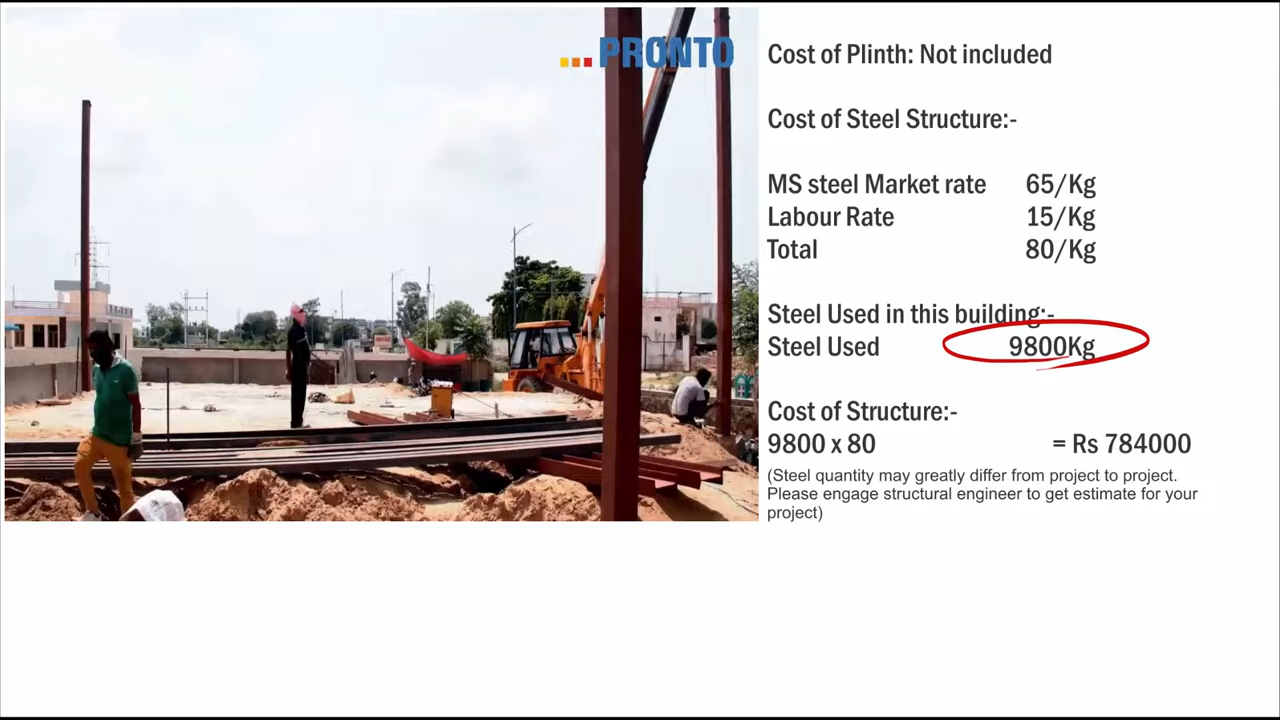 PRONTO
Cost of Plinth: Not included
Cost of Steel Structure:-
MS steel Market rate 65/Kg
Labour Rate 15/Kg
Total 80/Kg
Steel Used in this building:-
Steel Used 9800Kg
Cost of Structure:-
9800 x 80 = Rs 784000
(Steel quantity may greatly differ from project to project.
Please engage structural engineer to get estimate for your
project)